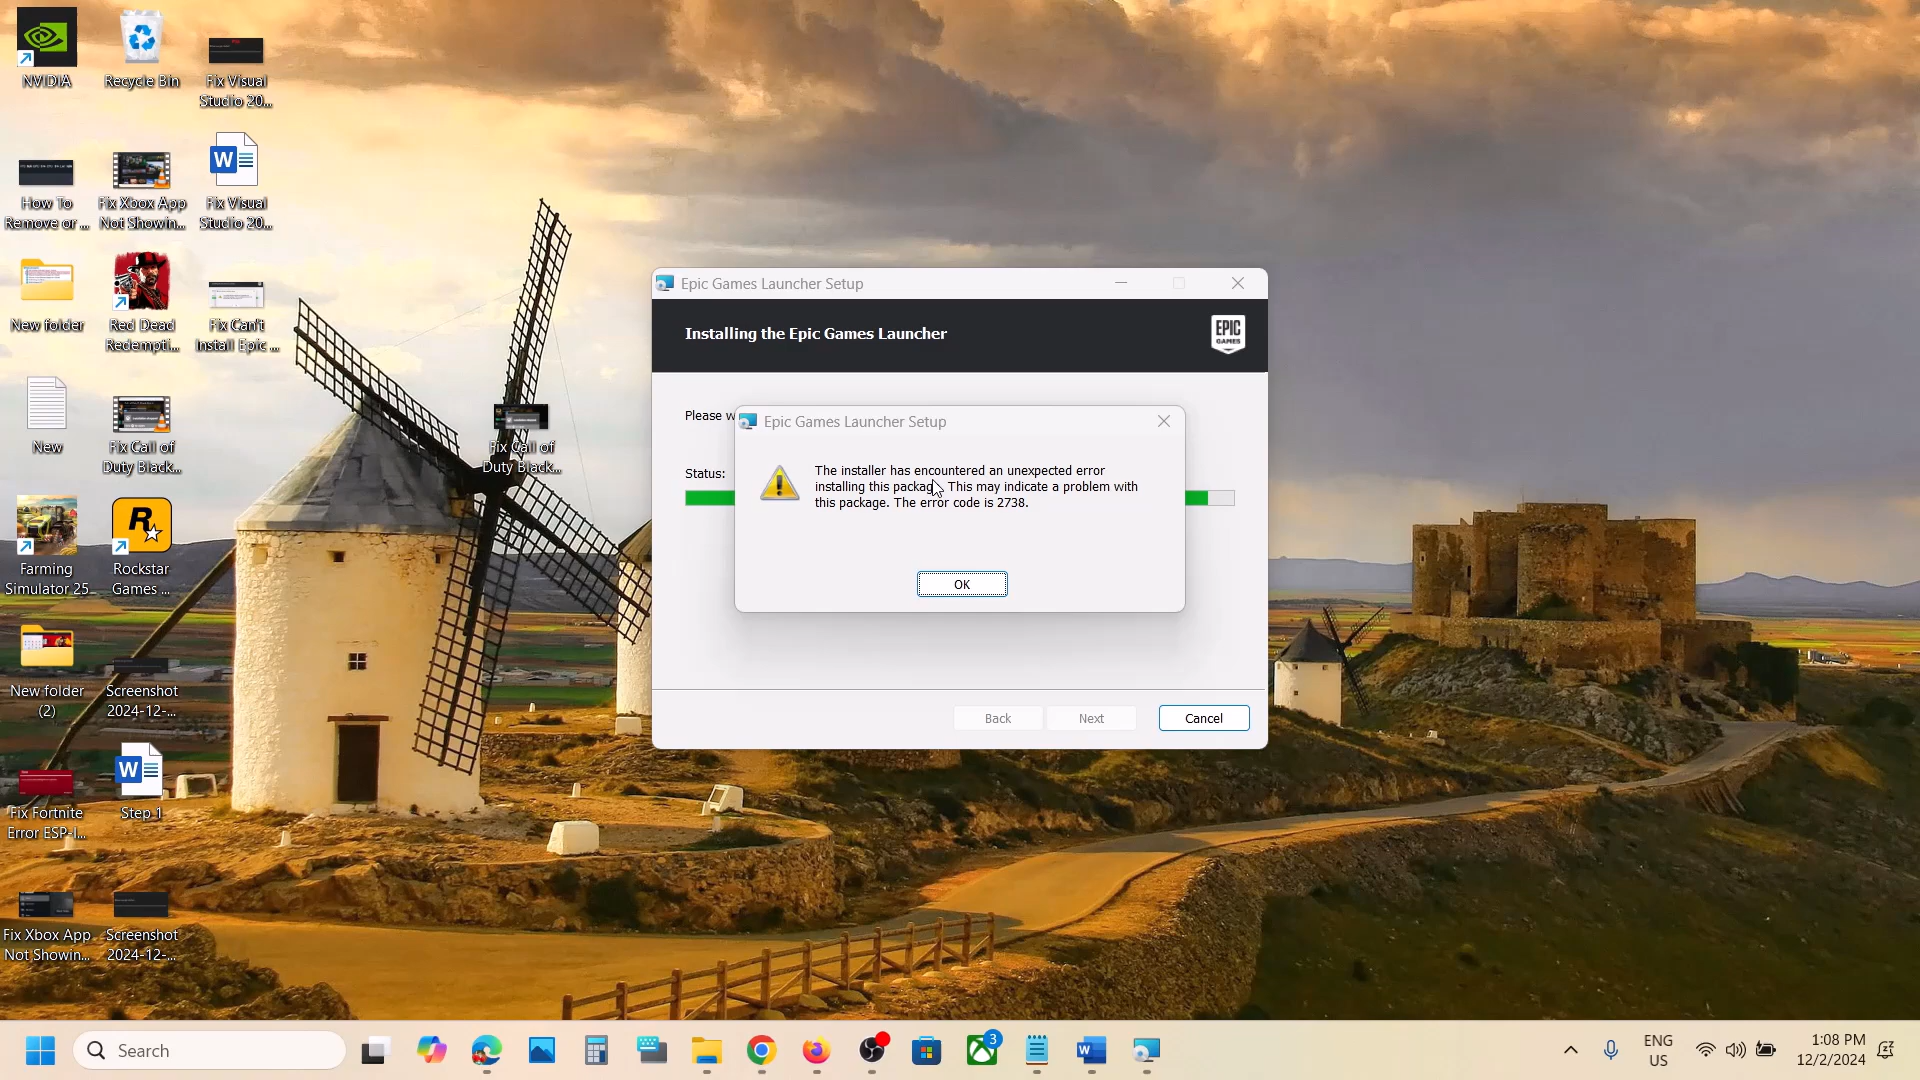 NVIDIA
Recycle Bin
Fix Visual
Studio 20...
How To
Remove or ...
Fix Xbox App
Not Showin...
Fix Visual
Studio 20...
New folder
Red Dead
Redempti...
Fix Can't
Install Epic ...
New
Fix Call of
Duty Black...
Fix Call of
Duty Black...
Farming
Simulator 25
Rockstar
Games ...
New folder
(2)
Screenshot
2024-12-...
Fix Fortnite
Error ESP-I...
Step 1
Fix Xbox App
Not Showin...
Screenshot
2024-12-...
Epic Games Launcher Setup
Installing the Epic Games Launcher
EPIC
GAMES
Please w
Status:
Epic Games Launcher Setup
The installer has encountered an unexpected error
installing this package. This may indicate a problem with
this package. The error code is 2738.
OK
Back
Next
Cancel
Search
3
ENG
US
1:08 PM
12/2/2024